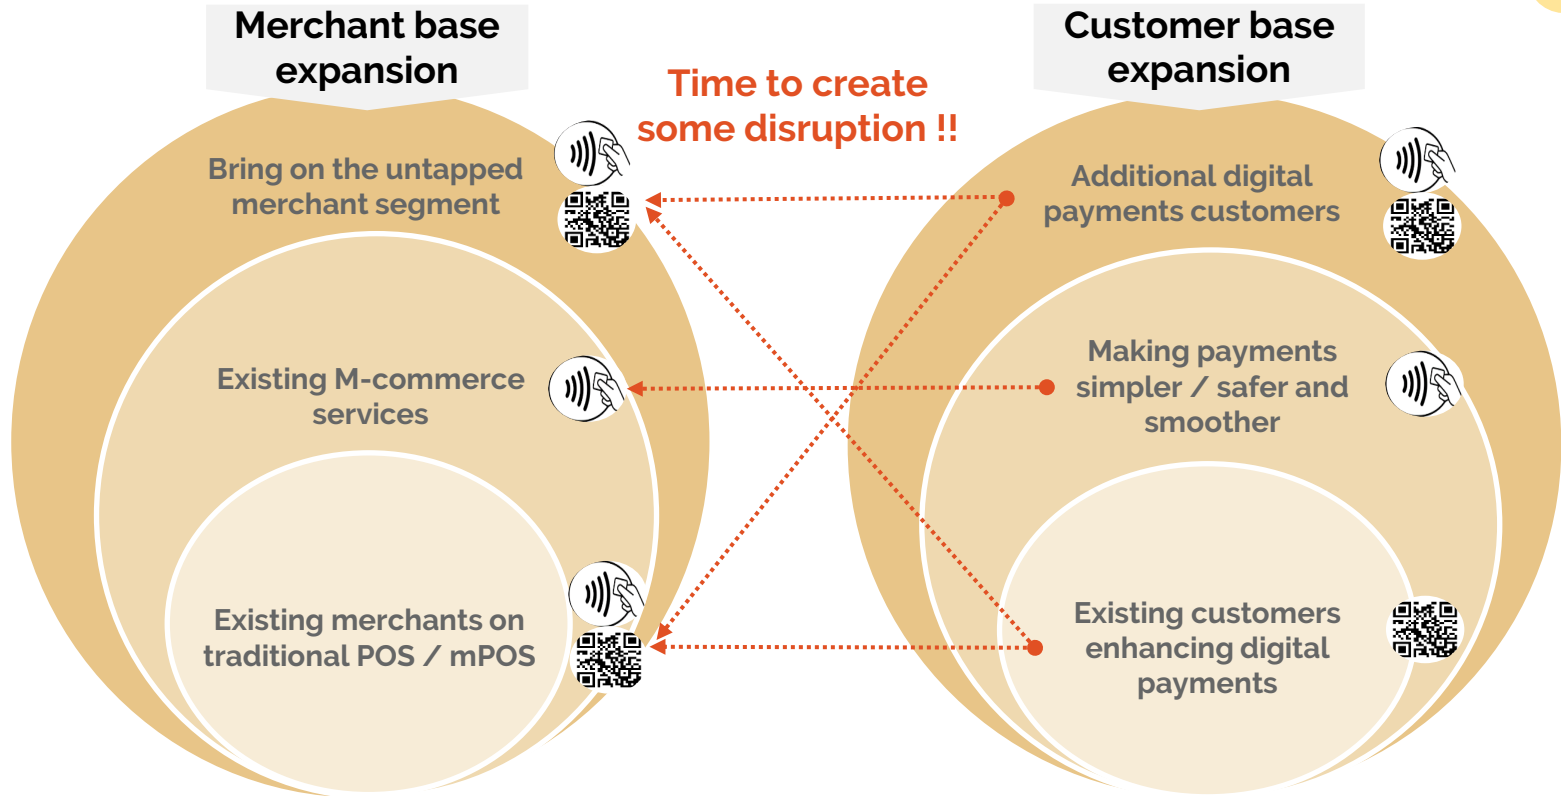 Merchant base
expansion
Customer base
expansion
Time to create
some disruption !!
Bring on the untapped
merchant segment
Existing M-commerce
services
Existing merchants on
traditional POS / mPOS
Additional digital
payments customers
Making payments
simpler / safer and
smoother
Existing customers
enhancing digital
payments